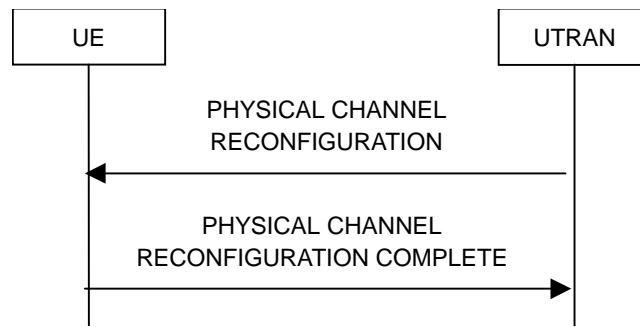 UE
UTRAN
PHYSICAL CHANNEL
RECONFIGURATION
PHYSICAL CHANNEL
RECONFIGURATION COMPLETE